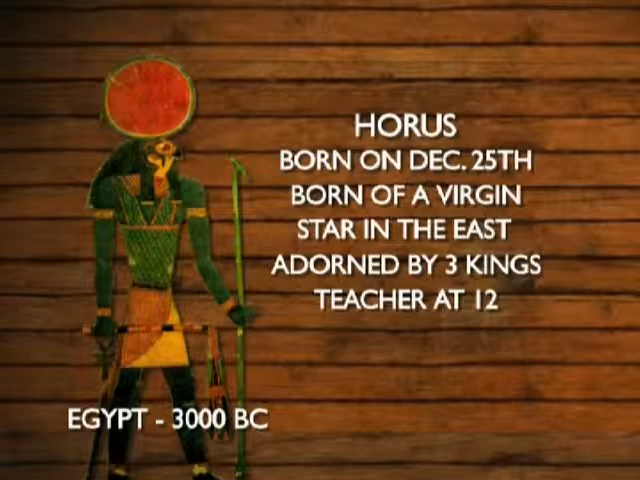 HORUS
BORN ON DEC. 25TH
BORN OF A VIRGIN
STAR IN THE EAST
ADORNED BY 3 KINGS
TEACHER AT 12
EGYPT - 3000 BC